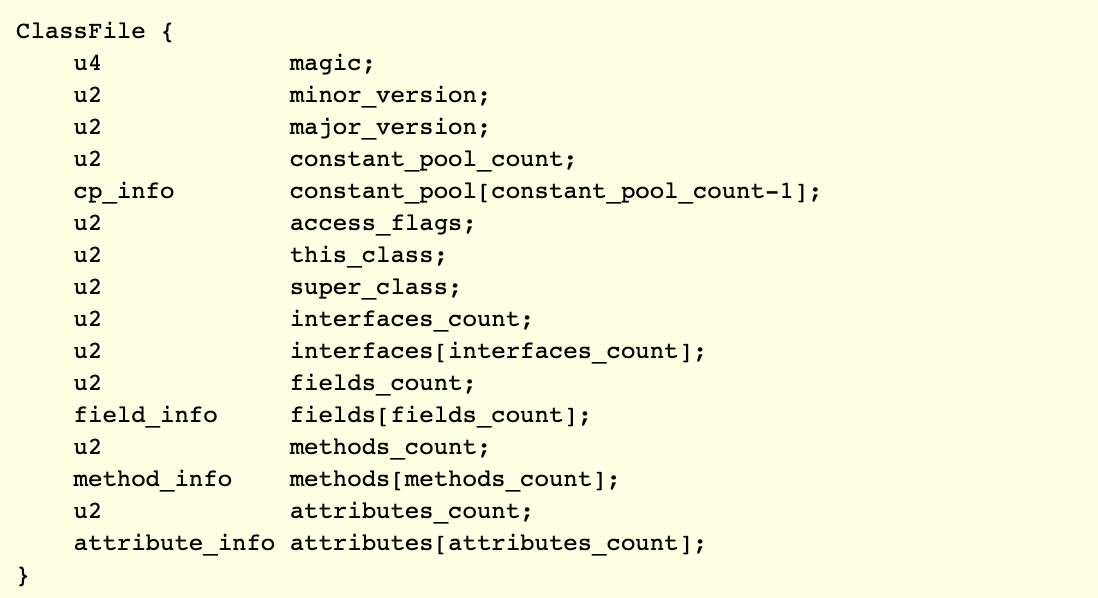 ClassFile {
    u4             magic;
    u2             minor_version;
    u2             major_version;
    u2             constant_pool_count;
    cp_info        constant_pool[constant_pool_count-1];
    u2             access_flags;
    u2             this_class;
    u2             super_class;
    u2             interfaces_count;
    u2             interfaces[interfaces_count];
    u2             fields_count;
    field_info     fields[fields_count];
    u2             methods_count;
    method_info    methods[methods_count];
    u2             attributes_count;
    attribute_info attributes[attributes_count];
}